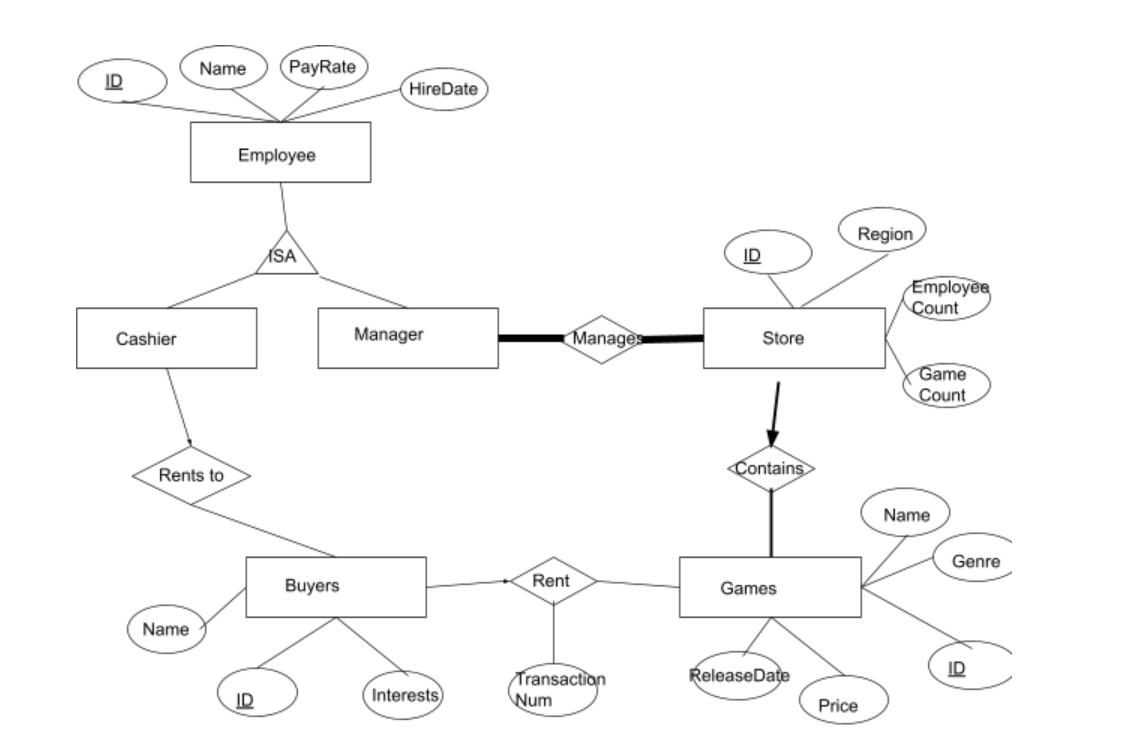 ID
Name
PayRate
HireDate
Employee
ISA
Cashier
Manager
Manages
Store
ID
Region
Employee
Count
Game
Count
Rents to
Contains
Buyers
Rent
Games
Name
Genre
ID
Name
ID
Interests
Transaction
Num
ReleaseDate
Price